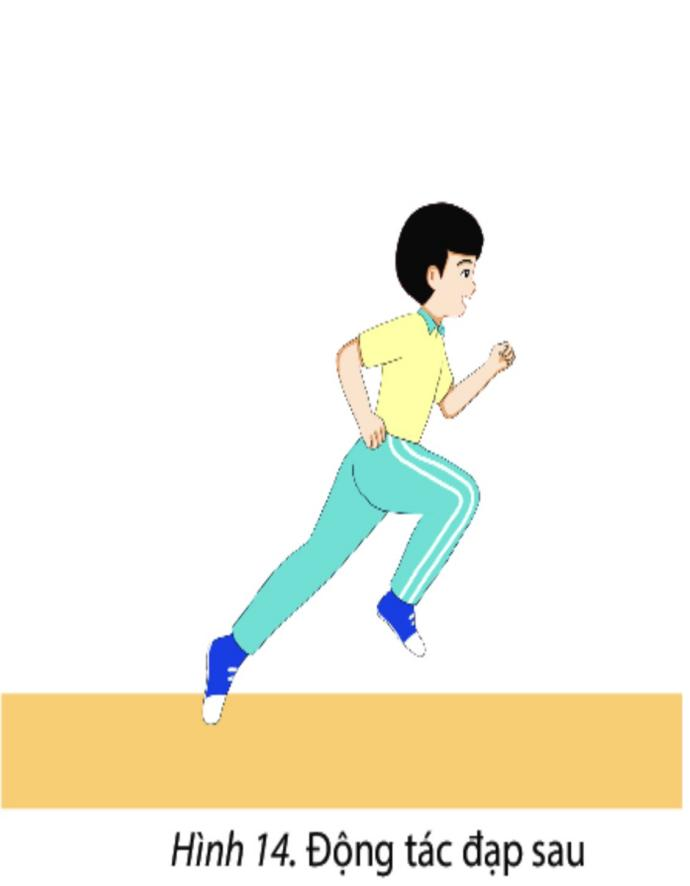 Hình 14. Động tác đạp sau